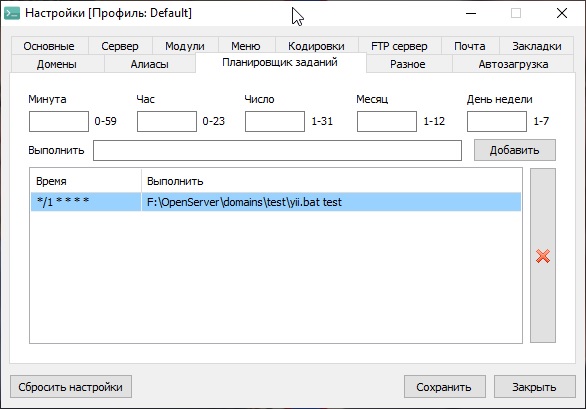 Настройки [Профиль: Default]
Основные Сервер Модули Меню Кодировки FTP сервер Почта Закладки
Домены Алиасы Планировщик заданий Разное Автозагрузка
Минута Час Число Месяц День недели
0-59 0-23 1-31 1-12 1-7
Выполнить Добавить
Время Выполнить
*/1 * * * * F:\OpenServer\domains\test\yii.bat test
Сбросить настройки Сохранить Закрыть